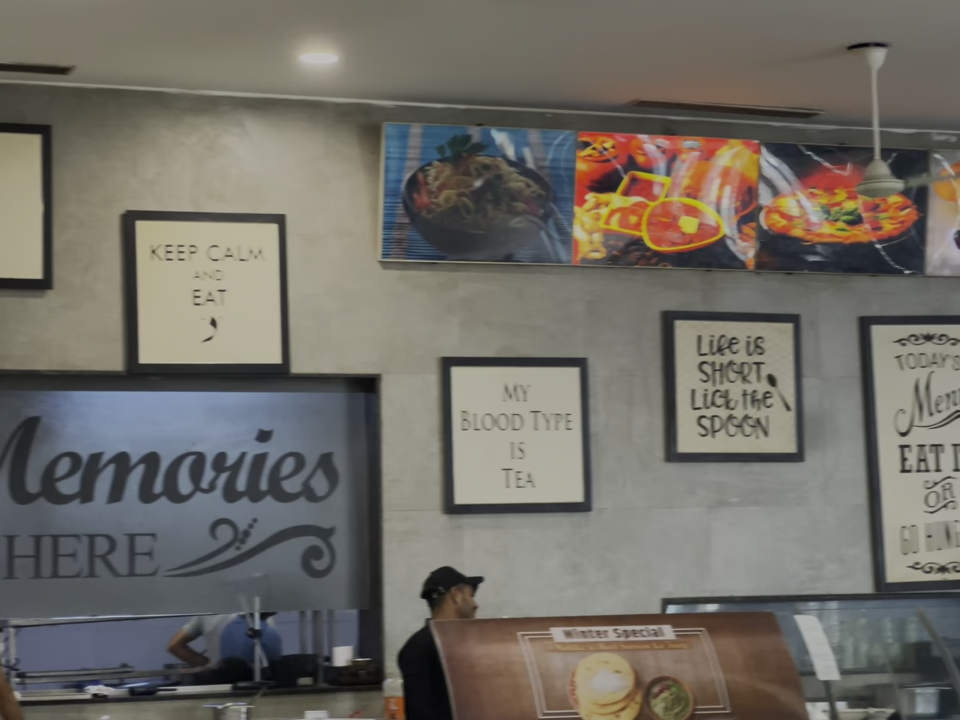 KEEP CALM
AND
EAT
Memories
HERE
MY
BLOOD TYPE
IS
TEA
Life is
SHORT
Lick the
SPOON
TODAY'S
Menu
EAT
OR
GO
Winter Special